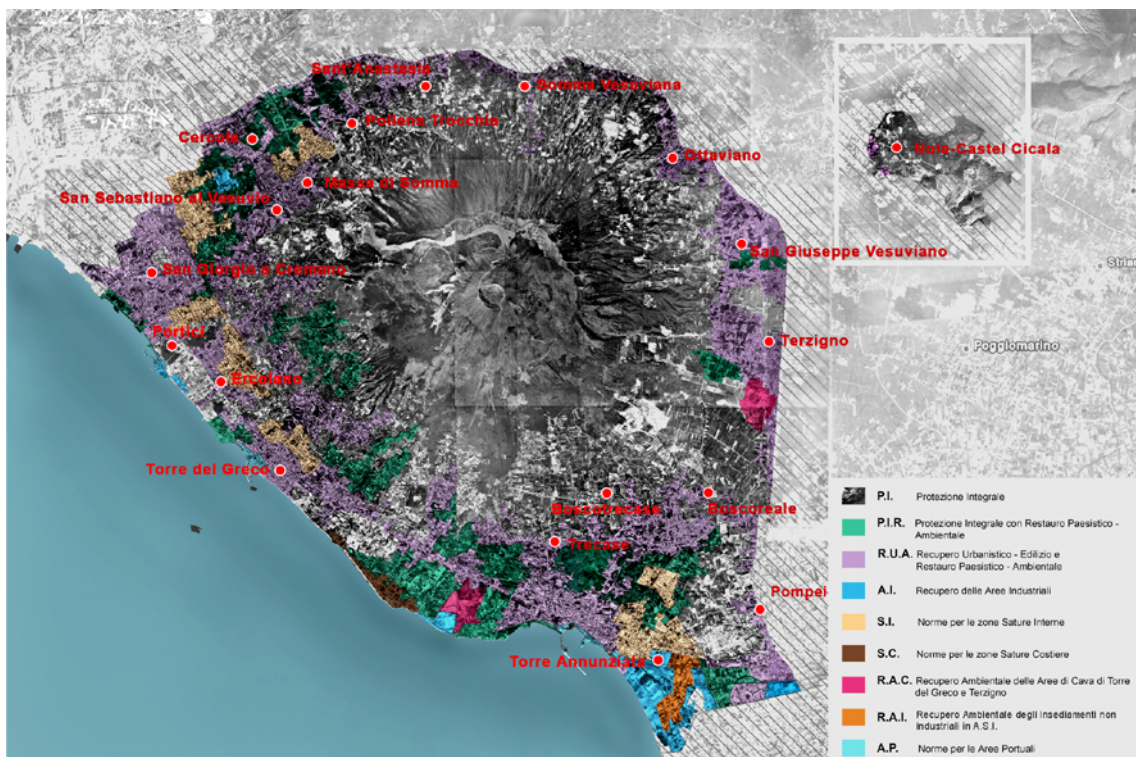 Sant'Anastasia
Somma Vesuviana
Pollena Trocchia
Cercola
Ottaviano
Nola-Castel Cicala
Massa di Somma
San Sebastiano al Vesuvio
San Giuseppe Vesuviano
San Giorgio a Cremano
Portici
Terzigno
Poggiomarino
Ercolano
Torre del Greco
Boscotrecase
Boscoreale
Trecase
Pompei
Torre Annunziata
P.I. Protezione Integrale
P.I.R. Protezione Integrale con Restauro Paesistico -
Ambientale
R.U.A. Recupero Urbanistico - Edilizio e
Restauro Paesistico - Ambientale
A.I. Recupero delle Aree Industriali
S.I. Norme per le zone Sature Interne
S.C. Norme per le zone Sature Costiere
R.A.C. Recupero Ambientale delle Aree di Cava di Torre
del Greco e Terzigno
R.A.I. Recupero Ambientale degli insediamenti non
industriali in A.S.I.
A.P. Norme per le Aree Portuali